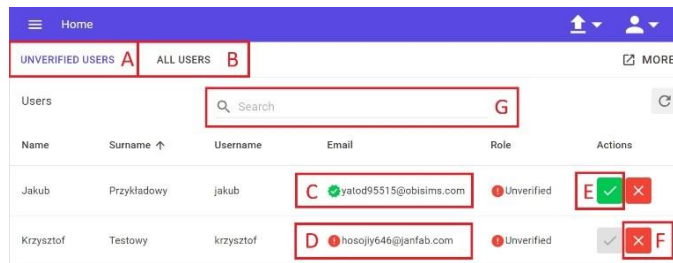 Home
UNVERIFIED USERS A ALL USERS B MORE
Users Search G
Name Surname Username Email Role Actions
Jakub Przykładowy jakub C yatod95515@obisims.com Unverified E
Krzysztof Testowy krzysztof D hosojiy646@janfab.com Unverified F